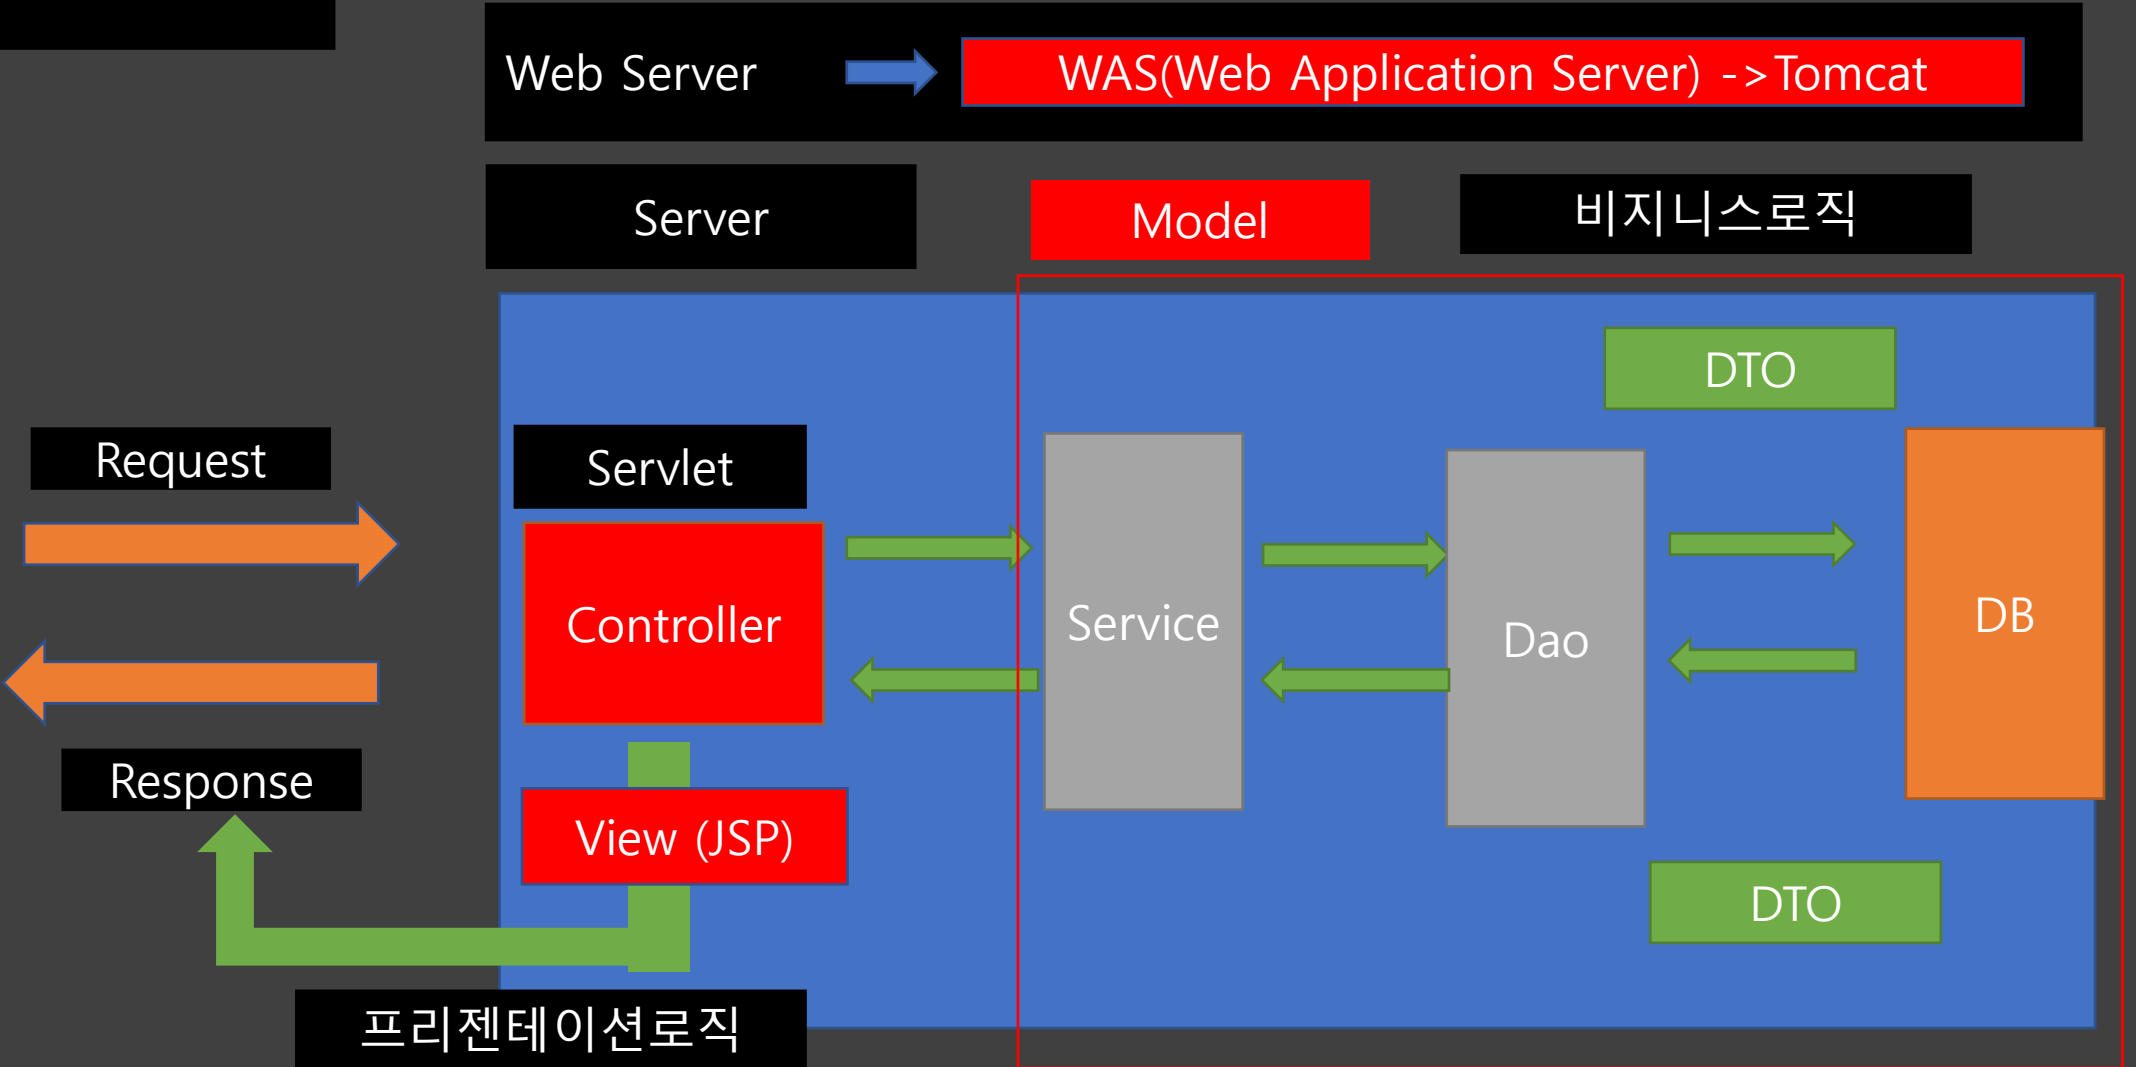 Web Server
WAS(Web Application Server) ->Tomcat
Server
Model
비지니스로직
DTO
Request
Servlet
Controller
Service
Dao
DB
Response
View (JSP)
DTO
프리젠테이션로직